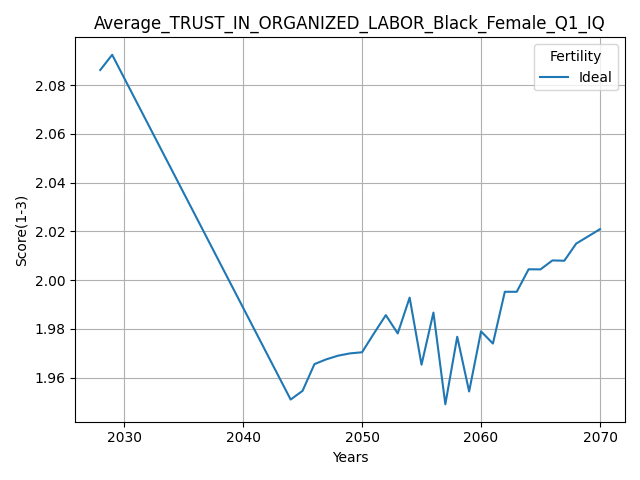 Average_TRUST_IN_ORGANIZED_LABOR_Black_Female_Q1_IQ
Fertility
Ideal
Score(1-3)
2.08
2.06
2.04
2.02
2.00
1.98
1.96
2030 2040 2050 2060 2070
Years